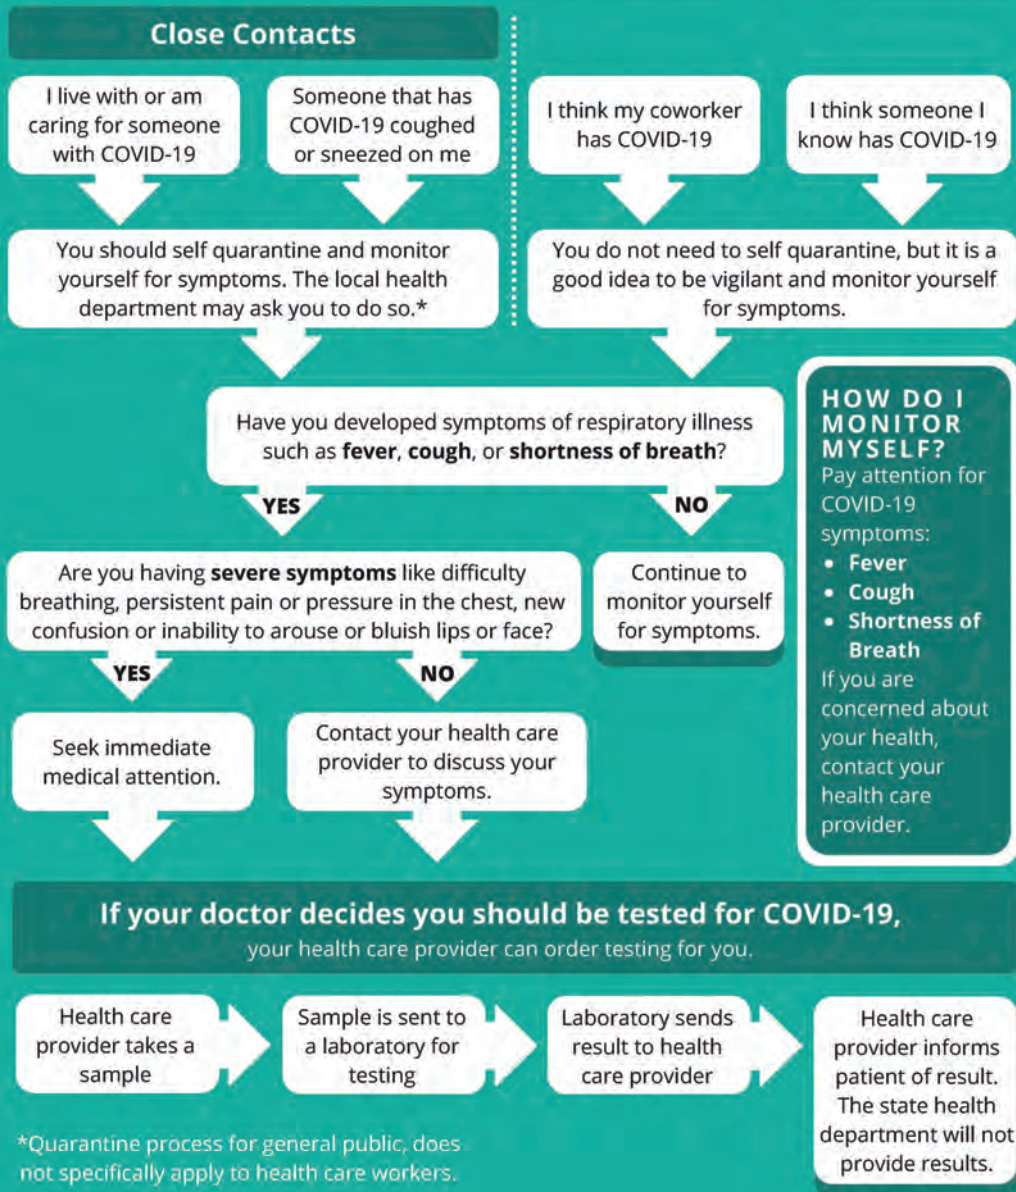 Close Contacts
I live with or am
caring for someone
with COVID-19
Someone that has
COVID-19 coughed
or sneezed on me
I think my coworker
has COVID-19
I think someone I
know has COVID-19
You should self quarantine and monitor
yourself for symptoms. The local health
department may ask you to do so.*
You do not need to self quarantine, but it is a
good idea to be vigilant and monitor yourself
for symptoms.
Have you developed symptoms of respiratory illness
such as fever, cough, or shortness of breath?
YES
NO
Are you having severe symptoms like difficulty
breathing, persistent pain or pressure in the chest, new
confusion or inability to arouse or bluish lips or face?
Continue to
monitor yourself
for symptoms.
YES
NO
Seek immediate
medical attention.
Contact your health care
provider to discuss your
symptoms.
HOW DO I
MONITOR
MYSELF?
Pay attention for
COVID-19
symptoms:
• Fever
• Cough
• Shortness of
Breath
If you are
concerned about
your health,
contact your
health care
provider.
If your doctor decides you should be tested for COVID-19,
your health care provider can order testing for you.
Health care
provider takes a
sample
Sample is sent to
a laboratory for
testing
Laboratory sends
result to health
care provider
Health care
provider informs
patient of result.
The state health
department will not
provide results.
*Quarantine process for general public, does
not specifically apply to health care workers.